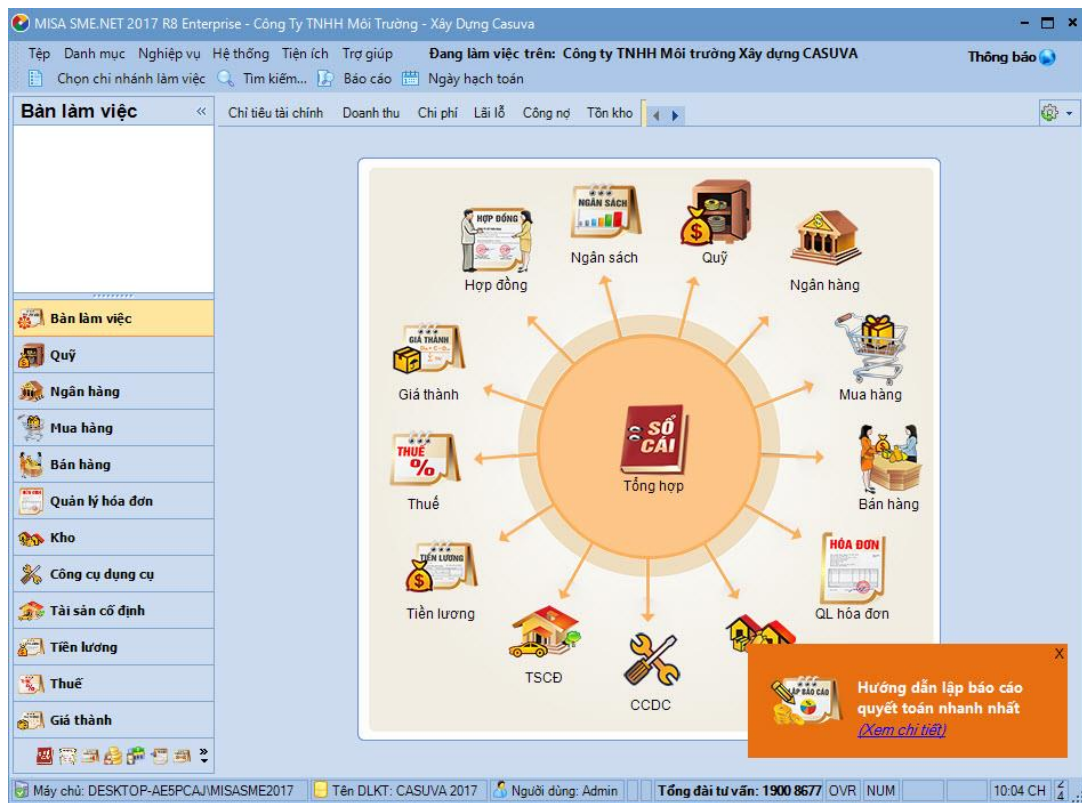 MISA SME.NET 2017 R8 Enterprise - Công Ty TNHH Môi Trường - Xây Dựng Casuva
Tệp Danh mục Nghiệp vụ Hệ thống Tiện ích Trợ giúp Đang làm việc trên: Công ty TNHH Môi trường Xây dựng CASUVA
Thông báo
Chọn chi nhánh làm việc Tìm kiếm... Báo cáo Ngày hạch toán
Bàn làm việc «
Chỉ tiêu tài chính Doanh thu Chi phí Lãi lỗ Công nợ Tồn kho
Bàn làm việc
Quỹ
Ngân hàng
Mua hàng
Bán hàng
Quản lý hóa đơn
Kho
Công cụ dụng cụ
Tài sản cố định
Tiền lương
Thuế
Giá thành
NGÂN SÁCH
Ngân sách
Quỹ
HỢP ĐỒNG
Hợp đồng
Ngân hàng
GIÁ THÀNH
Giá thành
Mua hàng
SỔ
CÁI
Tổng hợp
THUẾ
%
Thuế
Bán hàng
TIỀN LƯƠNG
Tiền lương
HÓA ĐƠN
QL hóa đơn
TSCĐ
CCDC
X
LẬP BÁO CÁO
Hướng dẫn lập báo cáo
quyết toán nhanh nhất
(Xem chi tiết)
Máy chủ: DESKTOP-AE5PCAJ\MISASME2017 Tên DLKT: CASUVA 2017 Người dùng: Admin Tổng đài tư vấn: 1900 8677 OVR NUM 10:04 CH